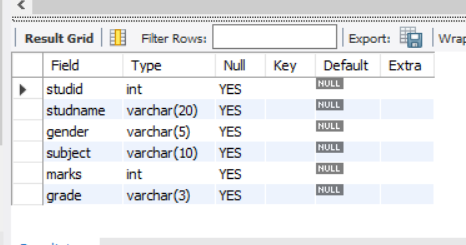 Result Grid Filter Rows: Export: Wrap
Field Type Null Key Default Extra
studid int YES NULL
studname varchar(20) YES NULL
gender varchar(5) YES NULL
subject varchar(10) YES NULL
marks int YES NULL
grade varchar(3) YES NULL